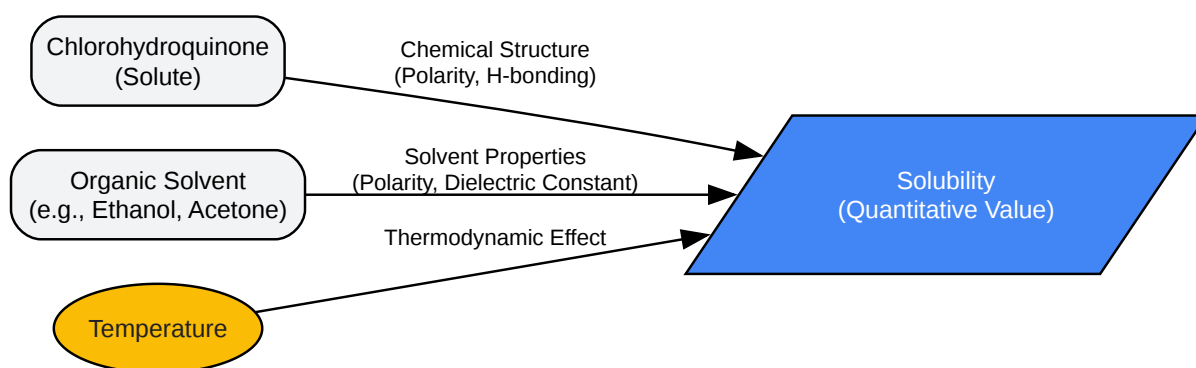 Chlorohydroquinone
(Solute)
Chemical Structure
(Polarity, H-bonding)
Organic Solvent
(e.g., Ethanol, Acetone)
Solvent Properties
(Polarity, Dielectric Constant)
Solubility
(Quantitative Value)
Thermodynamic Effect
Temperature